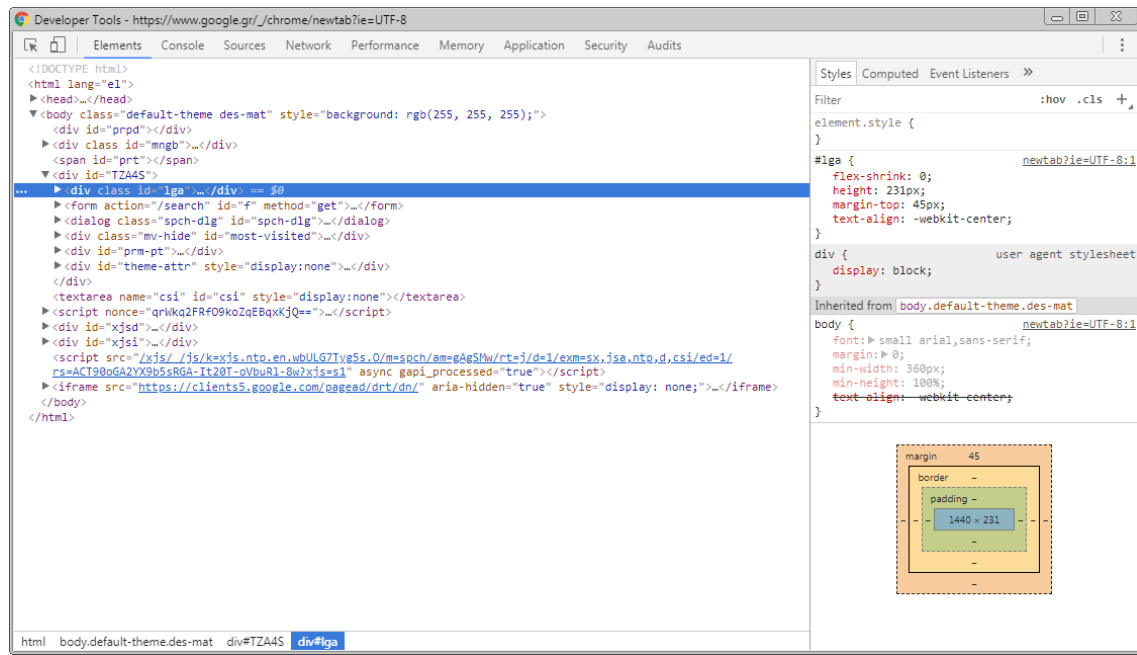 Developer Tools - https://www.google.gr/_/chrome/newtab?ie=UTF-8
Elements Console Sources Network Performance Memory Application Security Audits
<!DOCTYPE html>
<html lang="el">
<head>…</head>
<body class="default-theme des-mat" style="background: rgb(255, 255, 255);">
<div id="prpd"></div>
<div class="mngb">…</div>
<span id="prt"></span>
<div id="TZA4S">
… <div class id="lga">…</div> == $0
<form action="/search" id="f" method="get">…</form>
<dialog class="spch-dlg" id="spch-dlg">…</dialog>
<div class="mv-hide" id="most-visited">…</div>
<div id="prm-pt">…</div>
<div id="theme-attr" style="display:none">…</div>
</div>
<textarea name="csi" id="csi" style="display:none"></textarea>
<script nonce="qrWkq2FRfO9koZqEBqxKjQ==">…</script>
<div id="xjsd">…</div>
<div id="xjsi">…</div>
<script src="/xjs/_/js/k=xjs.ntp.en.wbULG7Tyg5s.O/m=spch/am=gAgSMw/rt=j/d=1/exm=sx,jsa,ntp,d,csi/ed=1/
rs=ACT90oGA2YX9b5sRGA-It20T-oVbuRl-8w?xjs=s1" async gapi_processed="true"></script>
<iframe src="https://clients5.google.com/pagead/drt/dn/" aria-hidden="true" style="display: none;">…</iframe>
</body>
</html>
html body.default-theme.des-mat div#TZA4S div#lga
Styles Computed Event Listeners »
Filter :hov .cls +
element.style {
}
#lga { newtab?ie=UTF-8:1
flex-shrink: 0;
height: 231px;
margin-top: 45px;
text-align: -webkit-center;
}
div { user agent stylesheet
display: block;
}
Inherited from body.default-theme.des-mat
body { newtab?ie=UTF-8:1
font: small arial,sans-serif;
margin: 0;
min-width: 360px;
min-height: 100%;
text-align: -webkit-center;
}
margin 45
border –
padding –
– – – 1440 × 231 – – –
–
–
–